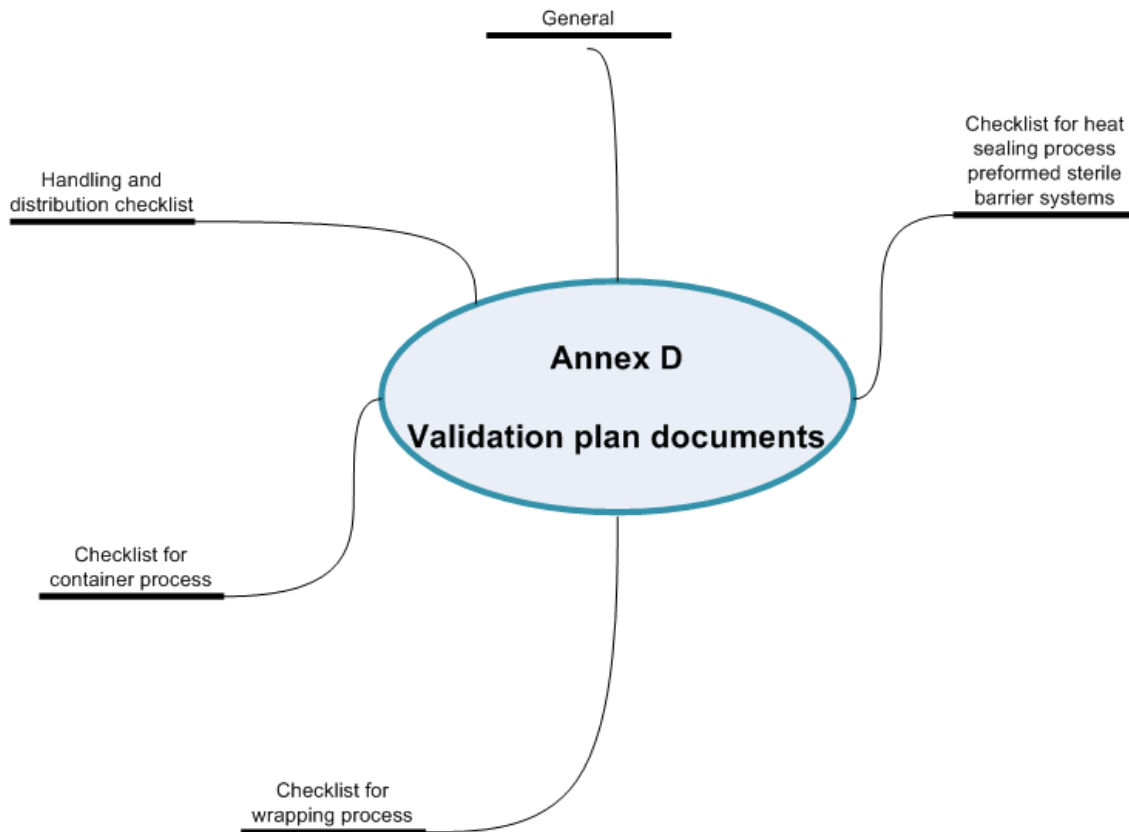 General
Checklist for heat
sealing process
preformed sterile
barrier systems
Handling and
distribution checklist
Annex D
Validation plan documents
Checklist for
container process
Checklist for
wrapping process